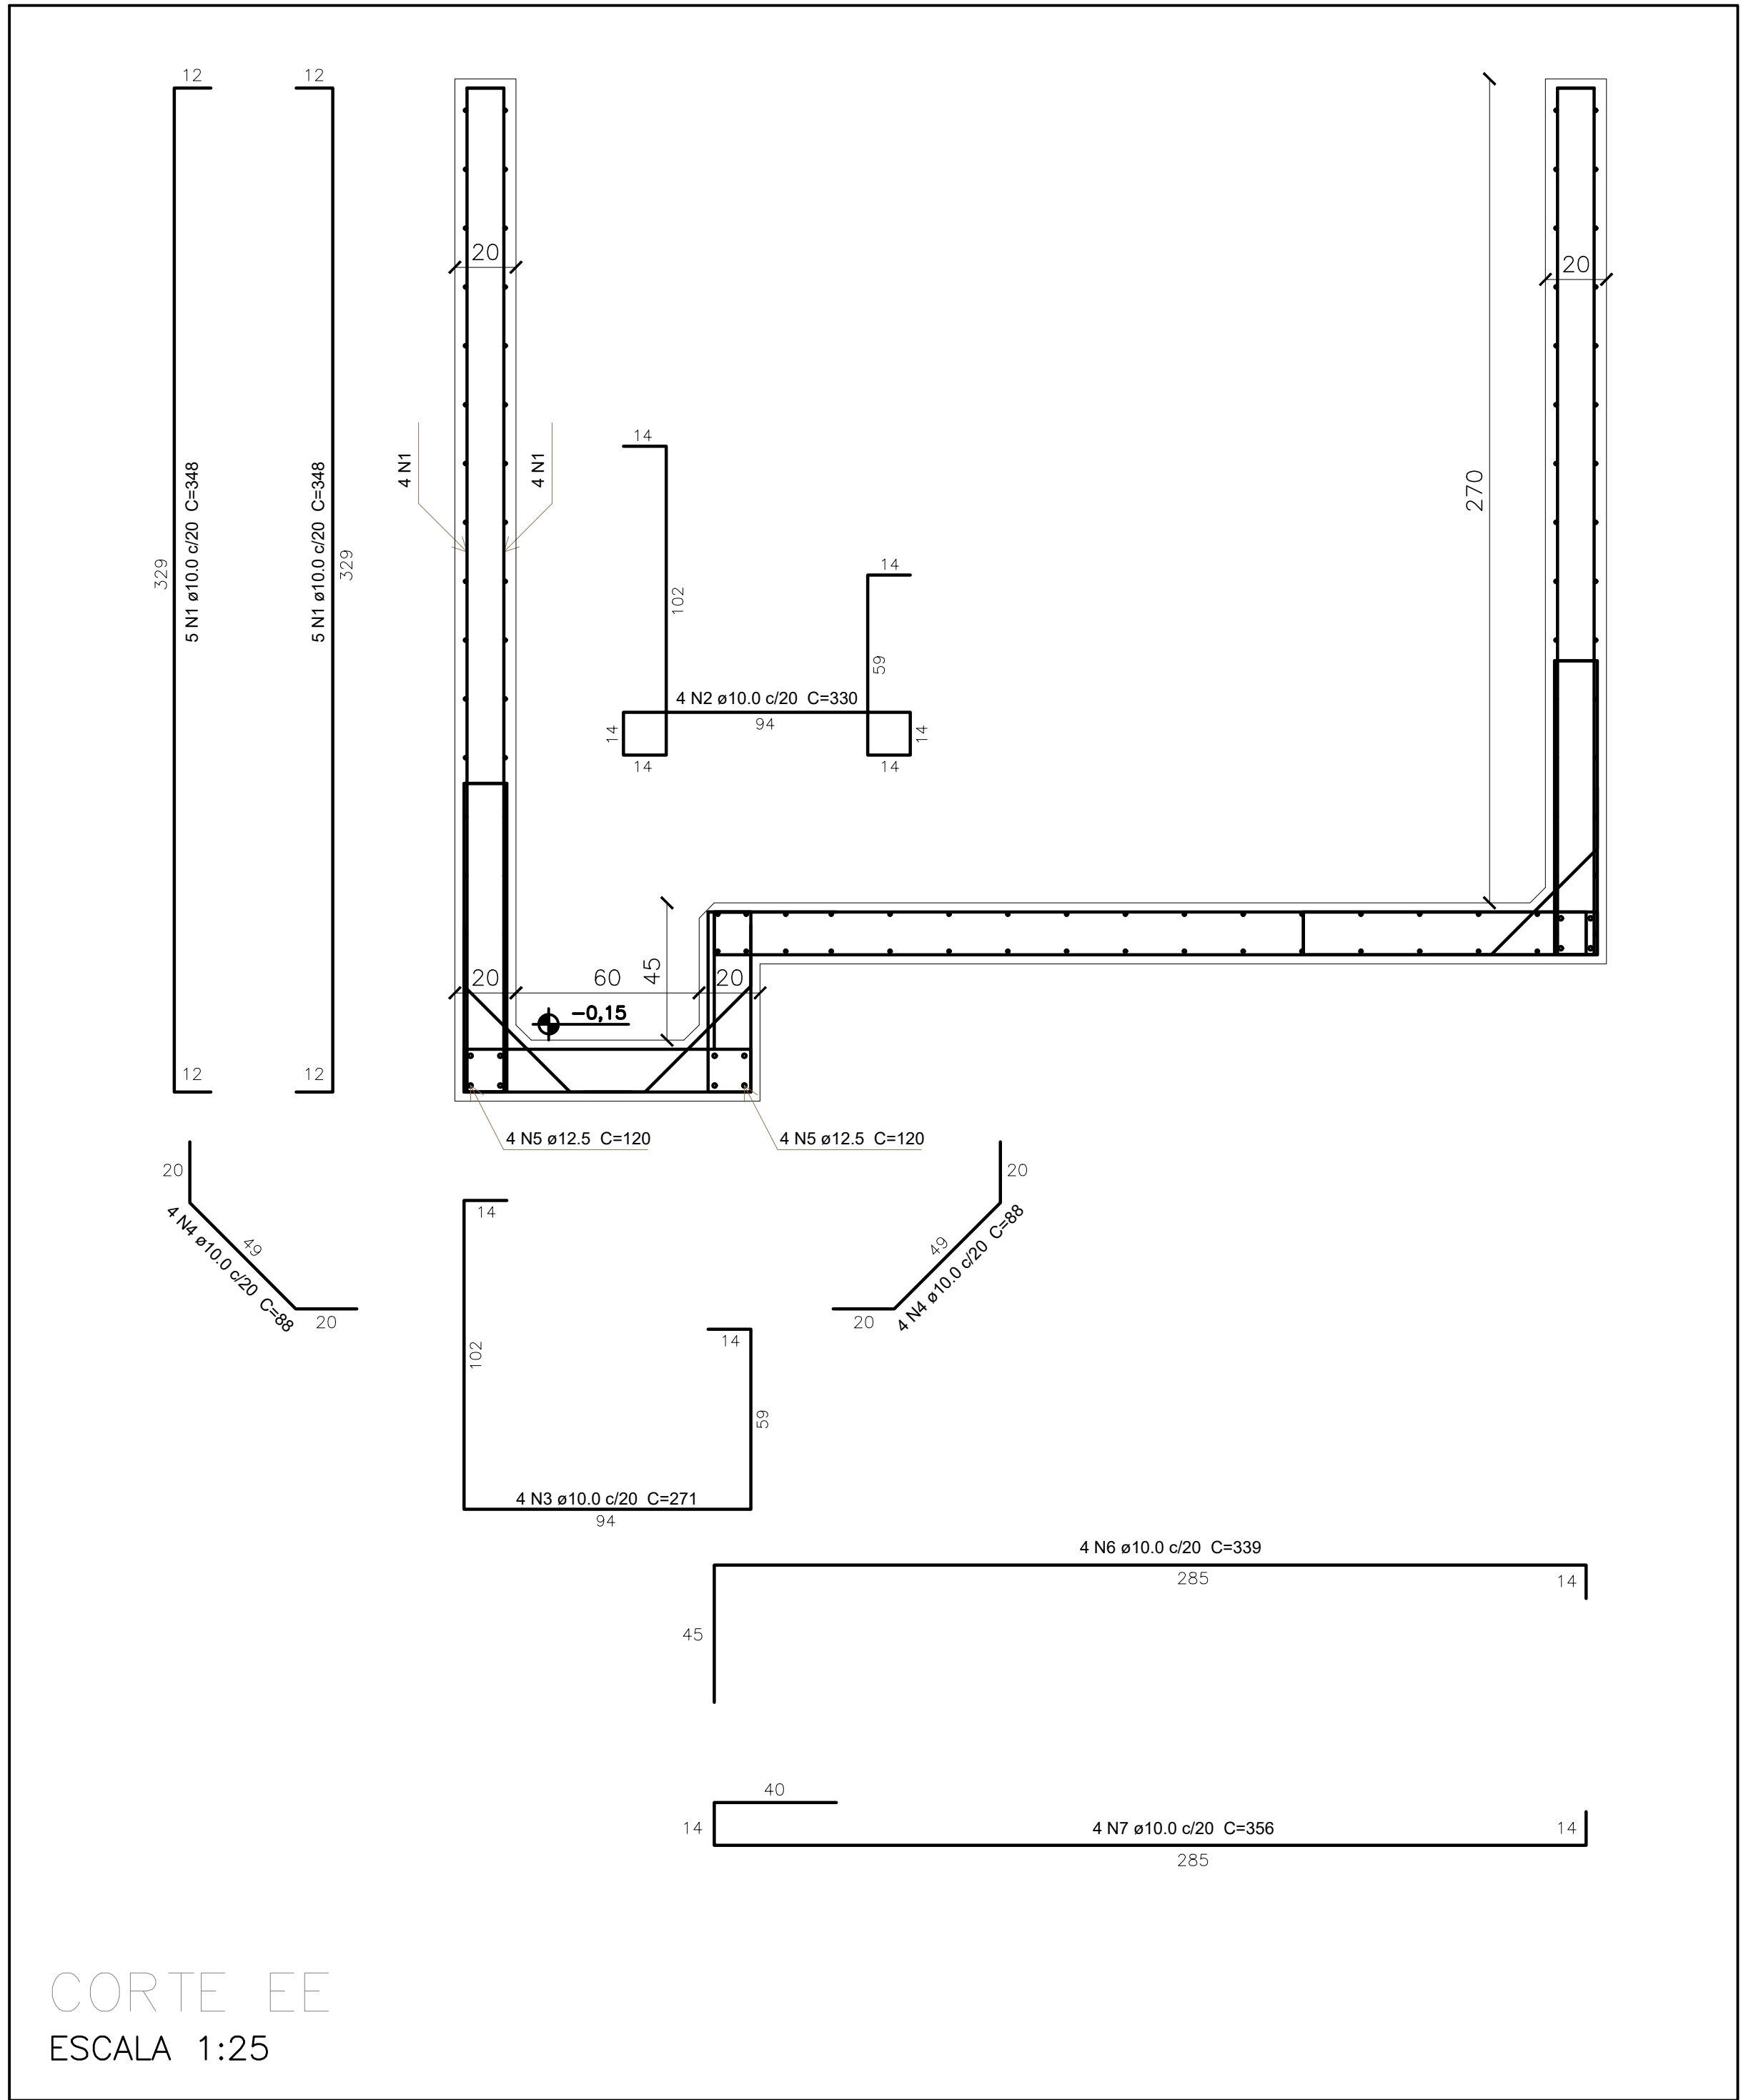 12
12
20
20
5 N1 ø10.0 c/20  C=348
329
5 N1 ø10.0 c/20  C=348
329
4 N1
4 N1
14
102
14
59
4 N2 ø10.0 c/20  C=330
94
14
14
14
14
270
45
20
60
20
-0,15
12
12
4 N5 ø12.5  C=120
4 N5 ø12.5  C=120
20
49
4 N4 ø10.0 c/20  C=88
20
20
49
4 N4 ø10.0 c/20  C=88
20
14
102
14
59
4 N3 ø10.0 c/20  C=271
94
4 N6 ø10.0 c/20  C=339
285
14
45
40
14
4 N7 ø10.0 c/20  C=356
14
285
CORTE EE
ESCALA 1:25